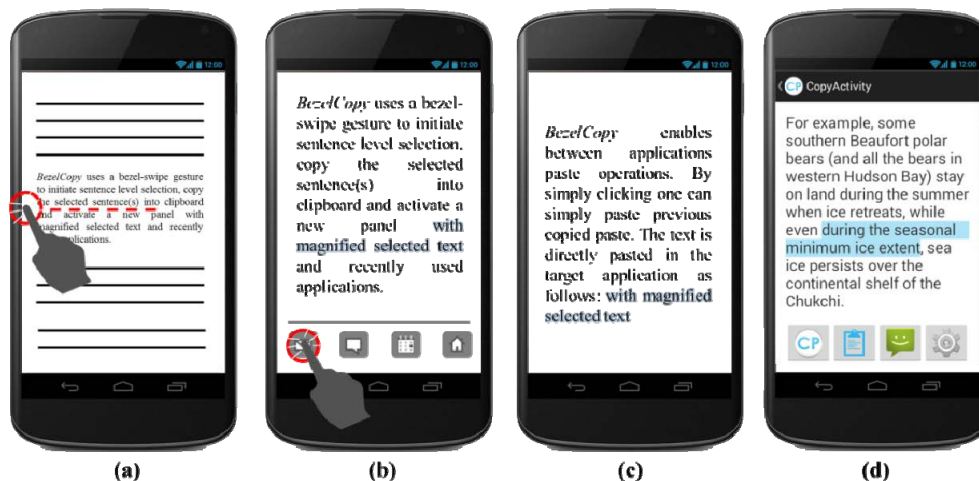 12:00
BezelCopy uses a bezel-swipe gesture
to initiate sentence level selection, copy
the selected sentence(s) into clipboard
and activate a new panel with
magnified selected text and recently
applications.
(a)
12:00
BezelCopy uses a bezel-
swipe gesture to initiate
sentence level selection,
copy the selected
sentence(s) into
clipboard and activate a
new panel with
magnified selected text
and recently used
applications.
(b)
12:00
BezelCopy enables
between applications
paste operations. By
simply clicking one can
simply paste previous
copied paste. The text is
directly pasted in the
target application as
follows: with magnified
selected text
(c)
12:00
CP CopyActivity
For example, some
southern Beaufort polar
bears (and all the bears in
western Hudson Bay) stay
on land during the summer
when ice retreats, while
even during the seasonal
minimum ice extent, sea
ice persists over the
continental shelf of the
Chukchi.
CP
(d)